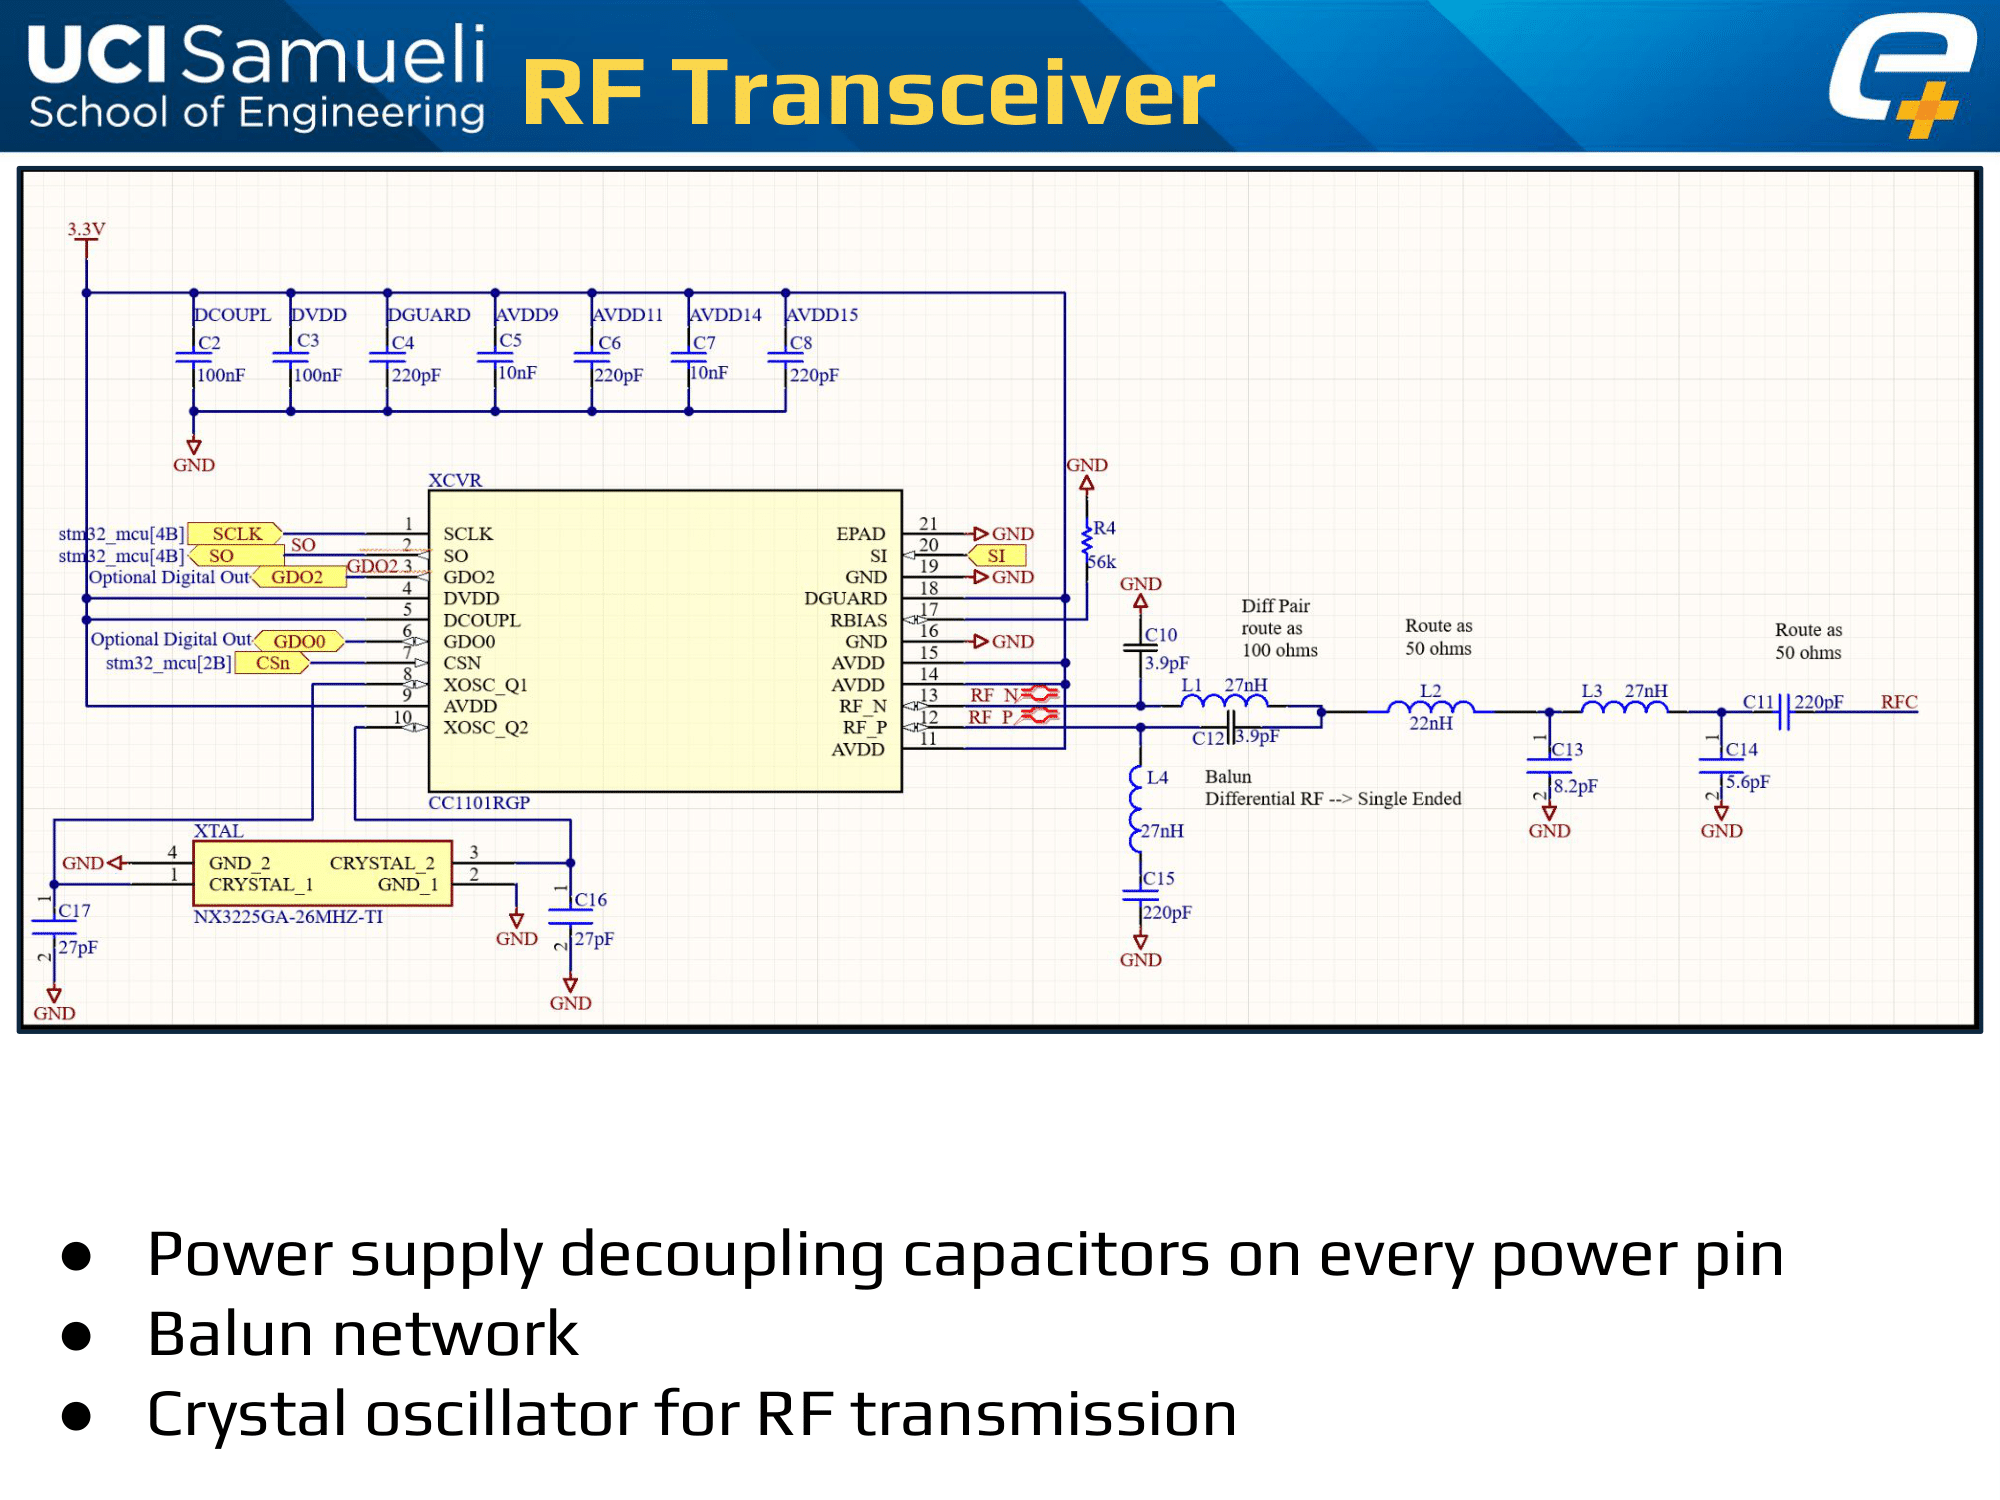 UCI Samueli
School of Engineering
RF Transceiver
e+
3.3V
DCOUPL DVDD DGUARD AVDD9 AVDD11 AVDD14 AVDD15
C2 C3 C4 C5 C6 C7 C8
100nF 100nF 220pF 10nF 220pF 10nF 220pF
GND
XCVR
stm32_mcu[4B] SCLK 1 SCLK
stm32_mcu[4B] SO SO 2 SO
Optional Digital Out GDO2 GDO2 3 GDO2
4 DVDD
5 DCOUPL
Optional Digital Out GDO0 6 GDO0
stm32_mcu[2B] CSn 7 CSN
8 XOSC_Q1
9 AVDD
10 XOSC_Q2
EPAD 21 GND
SI 20 SI
GND 19 GND
DGUARD 18
RBIAS 17
GND 16 GND
AVDD 15
AVDD 14
RF_N 13 RF_N
RF_P 12 RF_P
AVDD 11
CC1101RGP
GND
R4
56k
GND
C10
3.9pF
Diff Pair
route as
100 ohms
L1 27nH
C12 3.9pF
Balun
Differential RF --> Single Ended
L4
27nH
C15
220pF
GND
Route as
50 ohms
L2
22nH
1 C13
8.2pF
2
GND
L3 27nH
1 C14
5.6pF
2
GND
Route as
50 ohms
C11 220pF RFC
XTAL
GND 4 GND_2 CRYSTAL_2 3
1 CRYSTAL_1 GND_1 2
NX3225GA-26MHZ-TI
GND
1 C17
27pF
2
GND
1 C16
27pF
2
GND
● Power supply decoupling capacitors on every power pin
● Balun network
● Crystal oscillator for RF transmission